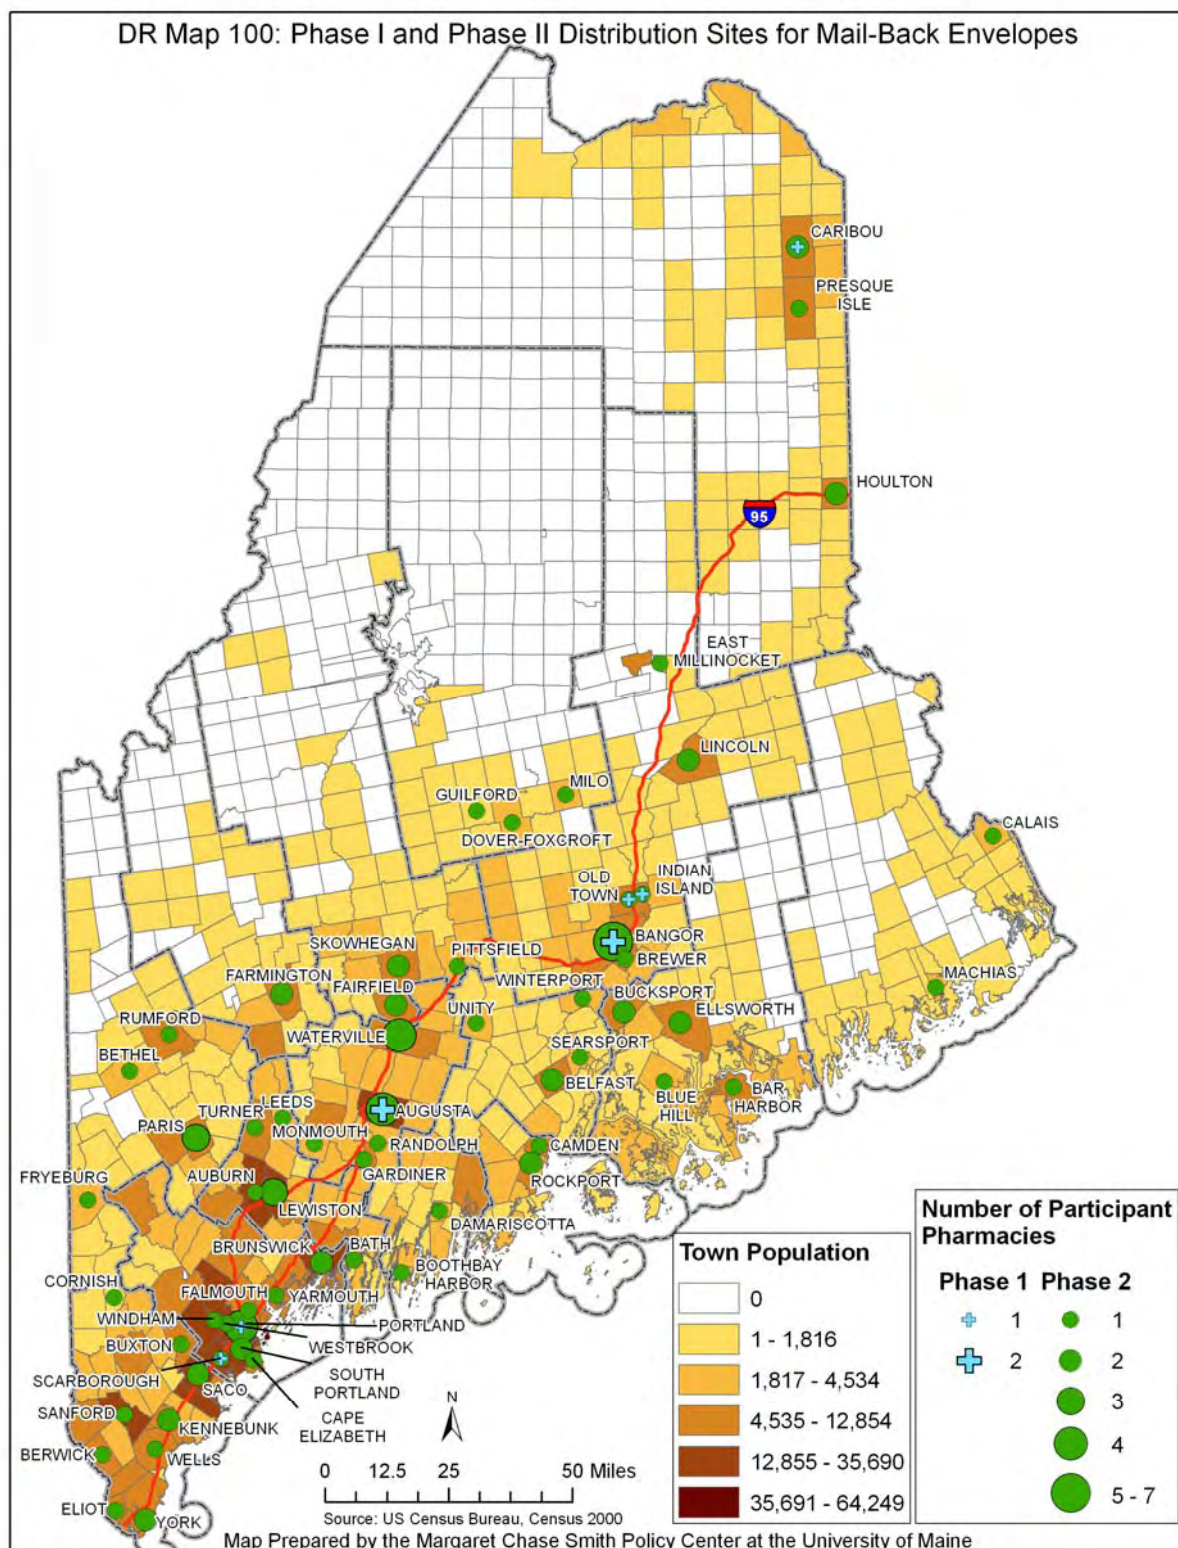 DR Map 100: Phase I and Phase II Distribution Sites for Mail-Back Envelopes
CARIBOU
PRESQUE
ISLE
HOULTON
95
EAST
MILLINOCKET
LINCOLN
MILO
GUILFORD
DOVER-FOXCROFT
CALAIS
OLD
TOWN
INDIAN
ISLAND
BANGOR
BREWER
SKOWHEGAN
PITTSFIELD
FARMINGTON
FAIRFIELD
WINTERPORT
BUCKSPORT
MACHIAS
ELLSWORTH
RUMFORD
WATERVILLE
UNITY
BETHEL
SEARSPORT
BELFAST
BLUE
HILL
BAR
HARBOR
TURNER
LEEDS
AUGUSTA
PARIS
MONMOUTH
RANDOLPH
CAMDEN
GARDINER
ROCKPORT
FRYEBURG
AUBURN
LEWISTON
DAMARISCOTTA
BRUNSWICK
BATH
BOOTHBAY
HARBOR
CORNISH
FALMOUTH
YARMOUTH
WINDHAM
PORTLAND
WESTBROOK
BUXTON
SOUTH
PORTLAND
SCARBOROUGH
SACO
CAPE
ELIZABETH
SANFORD
KENNEBUNK
BERWICK
WELLS
ELIOT
YORK
N
0 12.5 25 50 Miles
Source: US Census Bureau, Census 2000
Town Population
0
1 - 1,816
1,817 - 4,534
4,535 - 12,854
12,855 - 35,690
35,691 - 64,249
Number of Participant
Pharmacies
Phase 1 Phase 2
1 1
2 2
3
4
5 - 7
Map Prepared by the Margaret Chase Smith Policy Center at the University of Maine